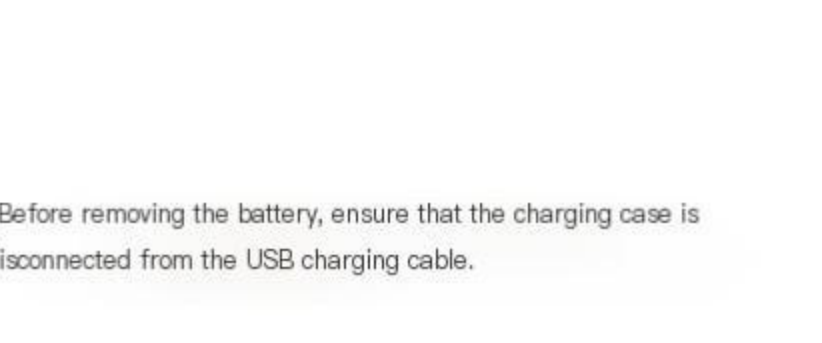 Before removing the battery, ensure that the charging case is
isconnected from the USB charging cable.